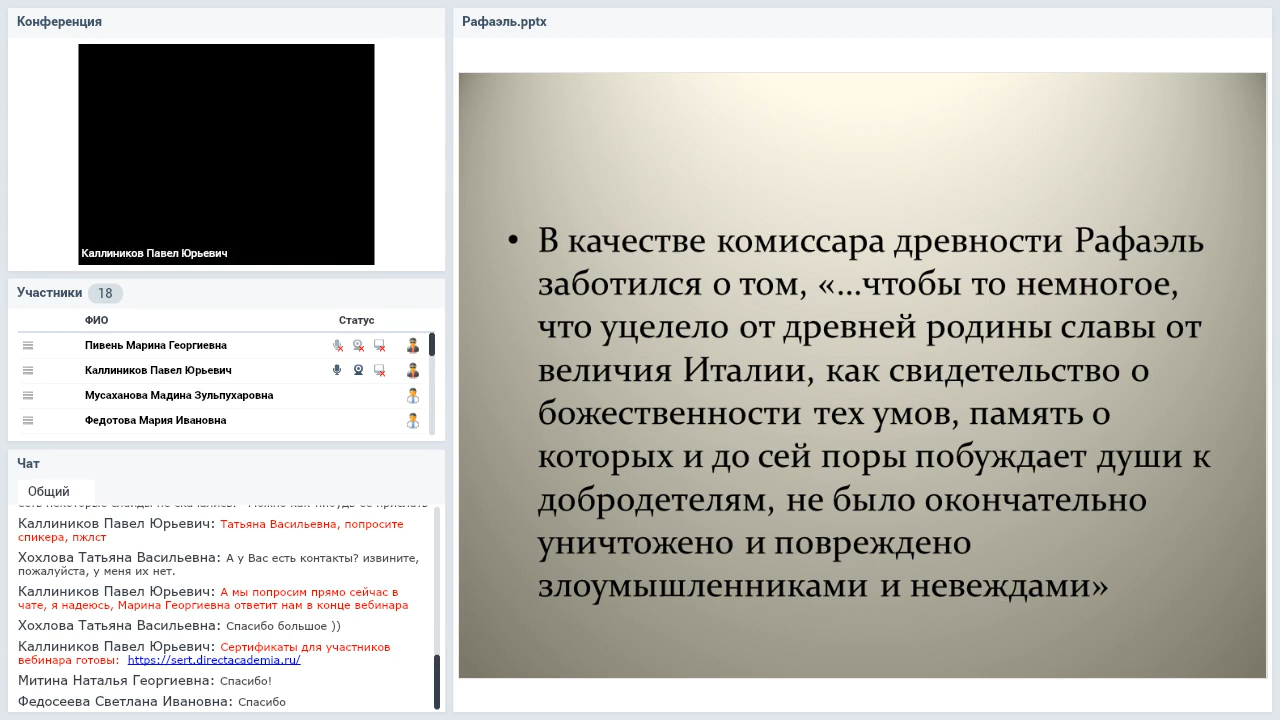 Конференция
Каллиников Павел Юрьевич
Участники 18
ФИО Статус
Пивень Марина Георгиевна
Каллиников Павел Юрьевич
Мусаханова Мадина Зульпухаровна
Федотова Мария Ивановна
Чат
Общий
Каллиников Павел Юрьевич: Татьяна Васильевна, попросите
спикера, пжлст
Хохлова Татьяна Васильевна: А у Вас есть контакты? извините,
пожалуйста, у меня их нет.
Каллиников Павел Юрьевич: А мы попросим прямо сейчас в
чате, я надеюсь, Марина Георгиевна ответит нам в конце вебинара
Хохлова Татьяна Васильевна: Спасибо большое ))
Каллиников Павел Юрьевич: Сертификаты для участников
вебинара готовы: https://sert.directacademia.ru/
Митина Наталья Георгиевна: Спасибо!
Федосеева Светлана Ивановна: Спасибо
Рафаэль.pptx
• В качестве комиссара древности Рафаэль
заботился о том, «...чтобы то немногое,
что уцелело от древней родины славы от
величия Италии, как свидетельство о
божественности тех умов, память о
которых и до сей поры побуждает души к
добродетелям, не было окончательно
уничтожено и повреждено
злоумышленниками и невеждами»